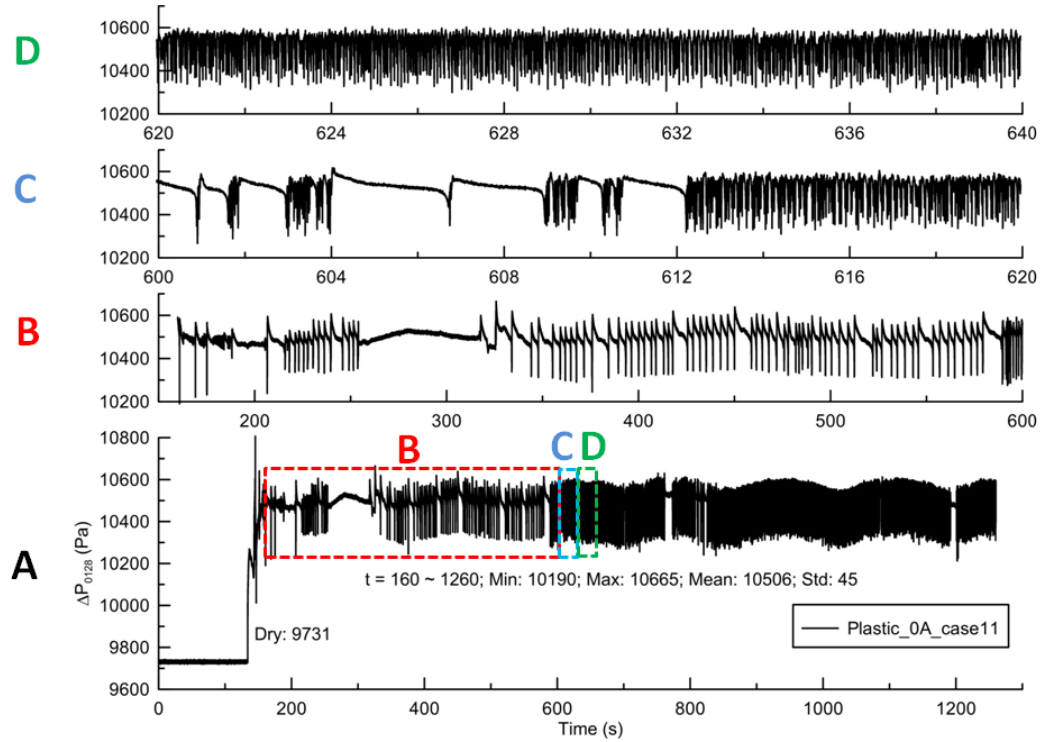 D
10600
10400
10200
620 624 628 632 636 640
C
10600
10400
10200
600 604 608 612 616 620
B
10600
10400
10200
200 300 400 500 600
A
ΔP0128 (Pa)
10800
10600
10400
10200
10000
9800
9600
B C D
t = 160 ~ 1260; Min: 10190; Max: 10665; Mean: 10506; Std: 45
Dry: 9731
Plastic_0A_case11
0 200 400 600 800 1000 1200
Time (s)